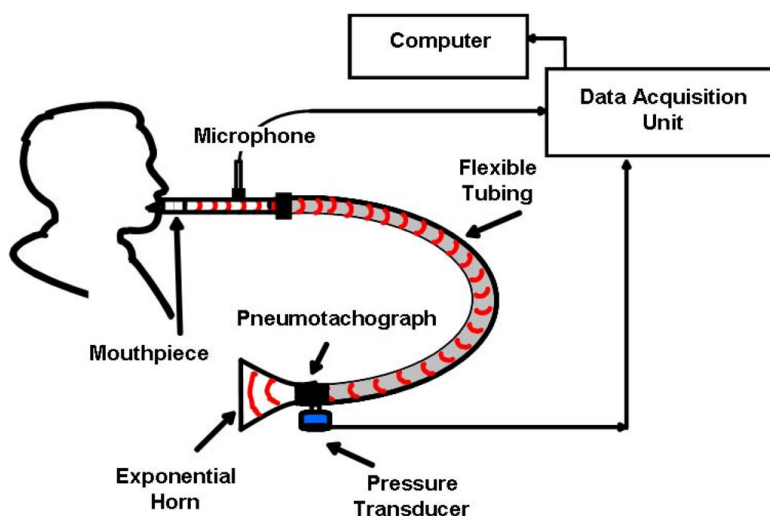 Computer
Data Acquisition
Unit
Microphone
Flexible
Tubing
Pneumotachograph
Mouthpiece
Exponential
Horn
Pressure
Transducer